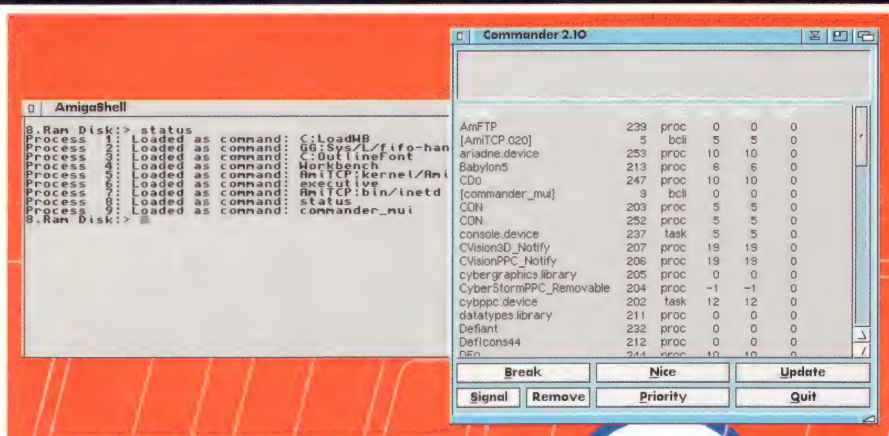 AmigaShell
8.Ram Disk:> status
Process 1: Loaded as command: C:LoadWB
Process 2: Loaded as command: GG:Sys/L/fifo-han
Process 3: Loaded as command: C:OutlineFont
Process 4: Loaded as command: Workbench
Process 5: Loaded as command: AmiTCP:kernel/Ami
Process 6: Loaded as command: executive
Process 7: Loaded as command: AmiTCP:bin/inetd
Process 8: Loaded as command: status
Process 9: Loaded as command: commander_mui
8.Ram Disk:>
Commander 2.10
AmFTP 239 proc 0 0 0
[AmiTCP.020] 5 bcli 0 0 0
ariadne.device 253 proc 10 10 0
Babylon5 213 proc 6 6 0
CD0 247 proc 10 10 0
[commander_mui] 9 bcli 0 0 0
CON 203 proc 5 5 0
CON 252 proc 5 5 0
console.device 237 task 5 5 0
CVision3D_Notify 207 proc 19 19 0
CVisionPPC_Notify 206 proc 19 19 0
cybergraphics.library 205 proc 0 0 0
CyberStormPPC_Removable 204 proc -1 -1 0
cybppc.device 202 task 12 12 0
datatypes.library 211 proc 0 0 0
Defiant 232 proc 0 0 0
DefIcons44 212 proc 0 0 0
DF0 244 proc 10 10 0
Break Nice Update
Signal Remove Priority Quit